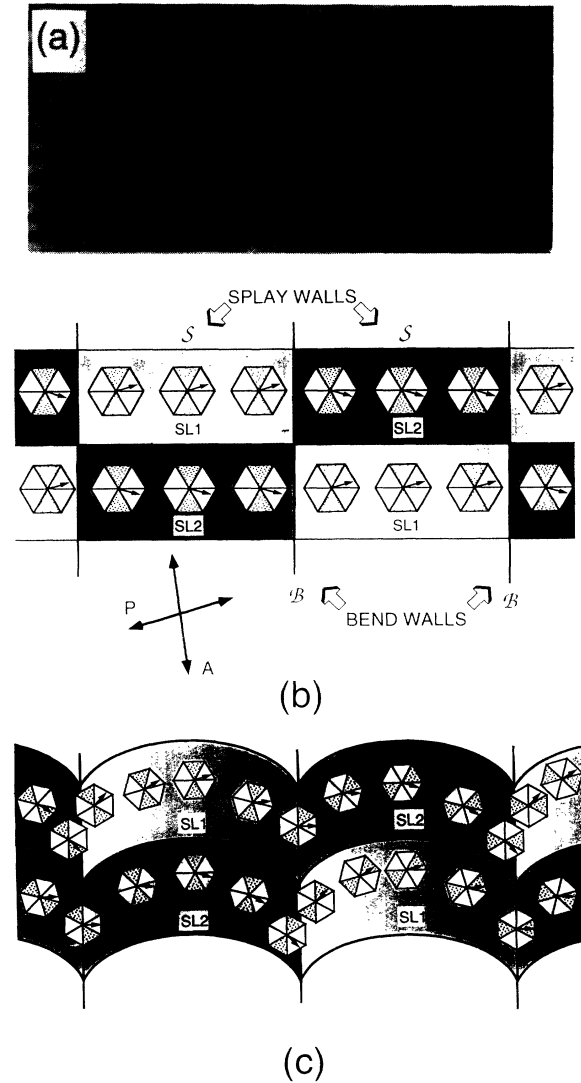 (a)
SPLAY WALLS
S S
SL1 SL2
SL2 SL1
P
A
B BEND WALLS B
(b)
SL1 SL2
SL2 SL1
(c)